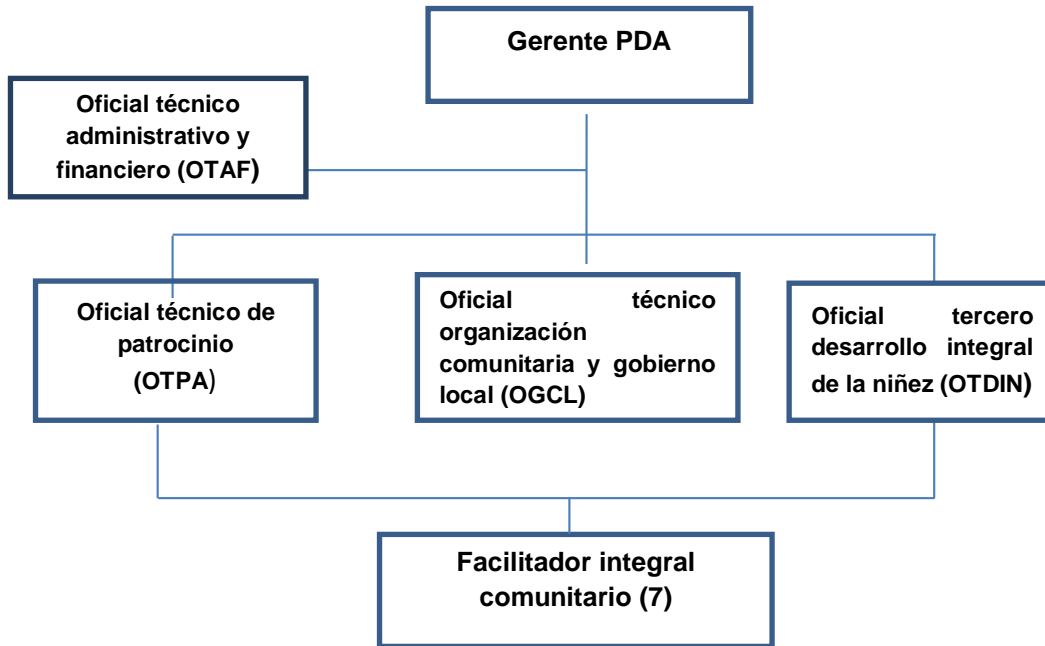 Gerente PDA
Oficial técnico
administrativo y
financiero (OTAF)
Oficial técnico de
patrocinio
(OTPA)
Oficial técnico
organización
comunitaria y gobierno
local (OGCL)
Oficial tercero
desarrollo integral
de la niñez (OTDIN)
Facilitador integral
comunitario (7)